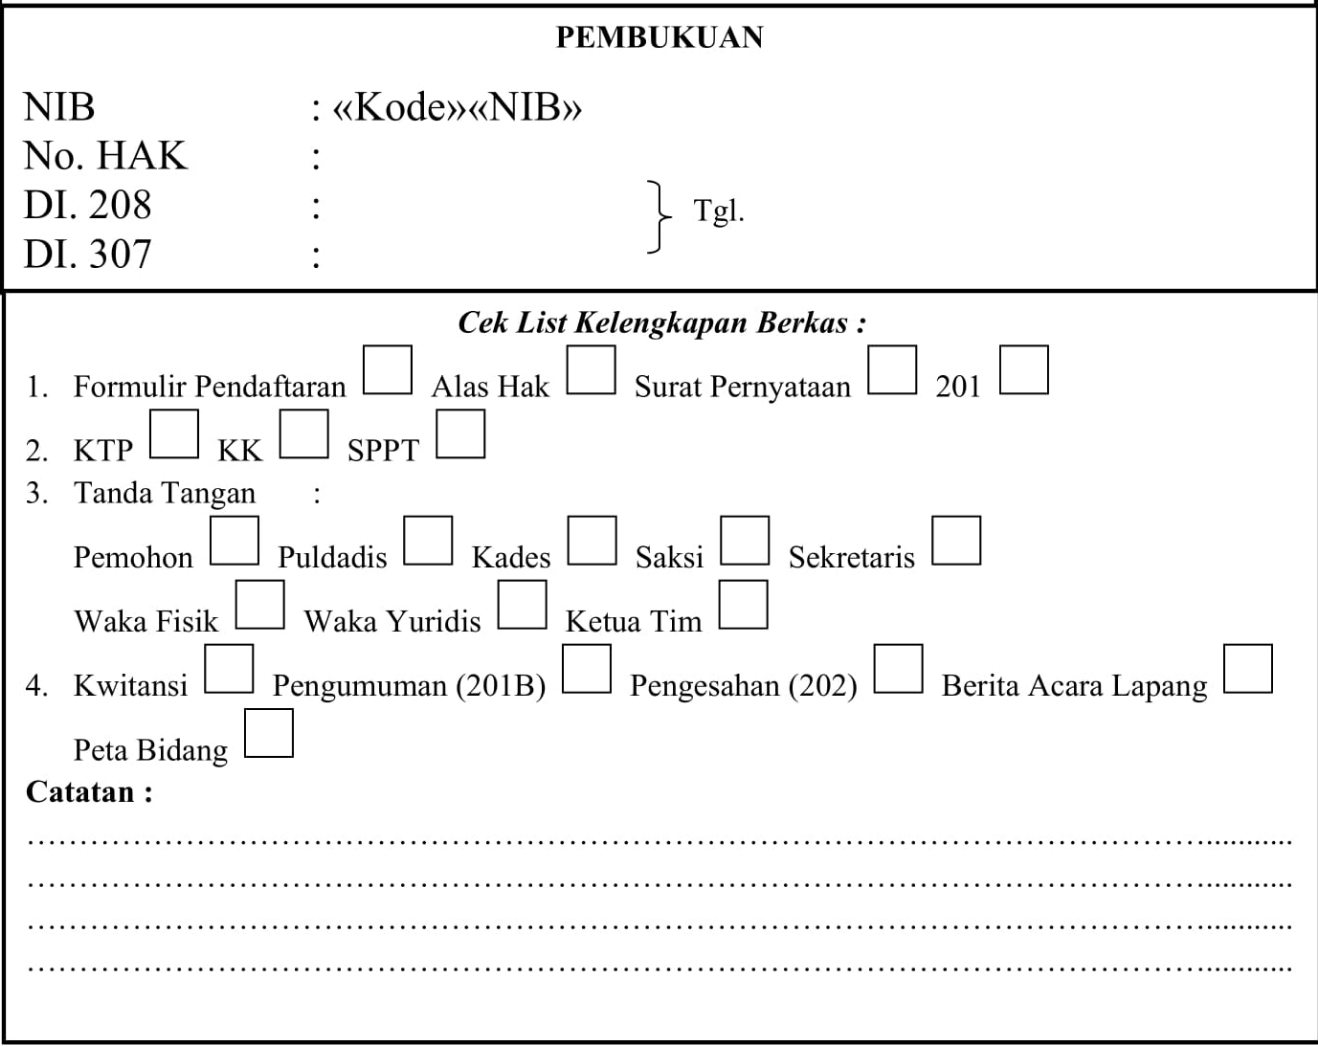 PEMBUKUAN
NIB : «Kode»«NIB»
No. HAK :
DI. 208 :
Tgl.
DI. 307 :
Cek List Kelengkapan Berkas :
1. Formulir Pendaftaran Alas Hak Surat Pernyataan 201
2. KTP KK SPPT
3. Tanda Tangan :
Pemohon Puldadis Kades Saksi Sekretaris
Waka Fisik Waka Yuridis Ketua Tim
4. Kwitansi Pengumuman (201B) Pengesahan (202) Berita Acara Lapang
Peta Bidang
Catatan :